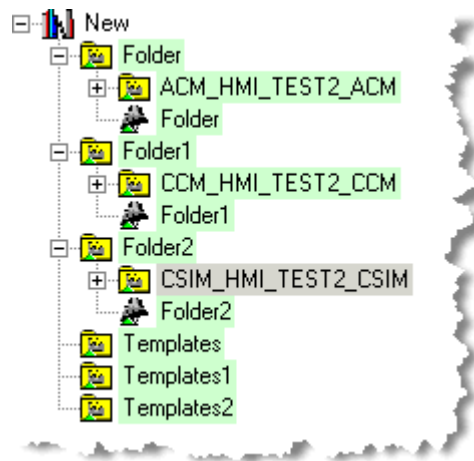 New
Folder
ACM_HMI_TEST2_ACM
Folder
Folder1
CCM_HMI_TEST2_CCM
Folder1
Folder2
CSIM_HMI_TEST2_CSIM
Folder2
Templates
Templates1
Templates2